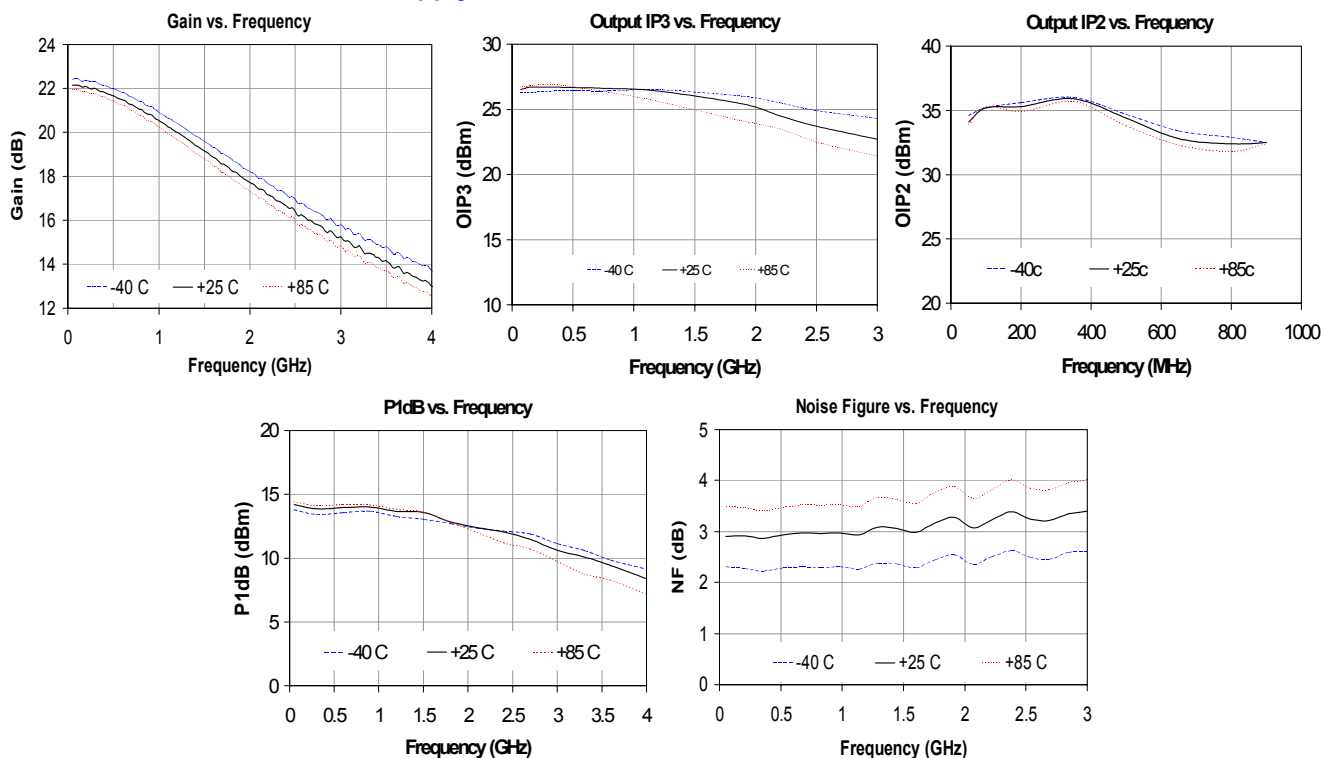 Gain vs. Frequency
24
22
20
18
16
14
12
Gain (dB)
-40 C
+25 C
+85 C
0
1
2
3
4
Frequency (GHz)
Output IP3 vs. Frequency
30
25
20
15
10
OIP3 (dBm)
-40 C
+25 C
+85 C
0
0.5
1
1.5
2
2.5
3
Frequency (GHz)
Output IP2 vs. Frequency
40
35
30
25
20
OIP2 (dBm)
-40c
+25c
+85c
0
200
400
600
800
1000
Frequency (MHz)
P1dB vs. Frequency
20
15
10
5
0
P1dB (dBm)
-40 C
+25 C
+85 C
0
0.5
1
1.5
2
2.5
3
3.5
4
Frequency (GHz)
Noise Figure vs. Frequency
5
4
3
2
1
0
NF (dB)
-40 C
+25 C
+85 C
0
0.5
1
1.5
2
2.5
3
Frequency (GHz)